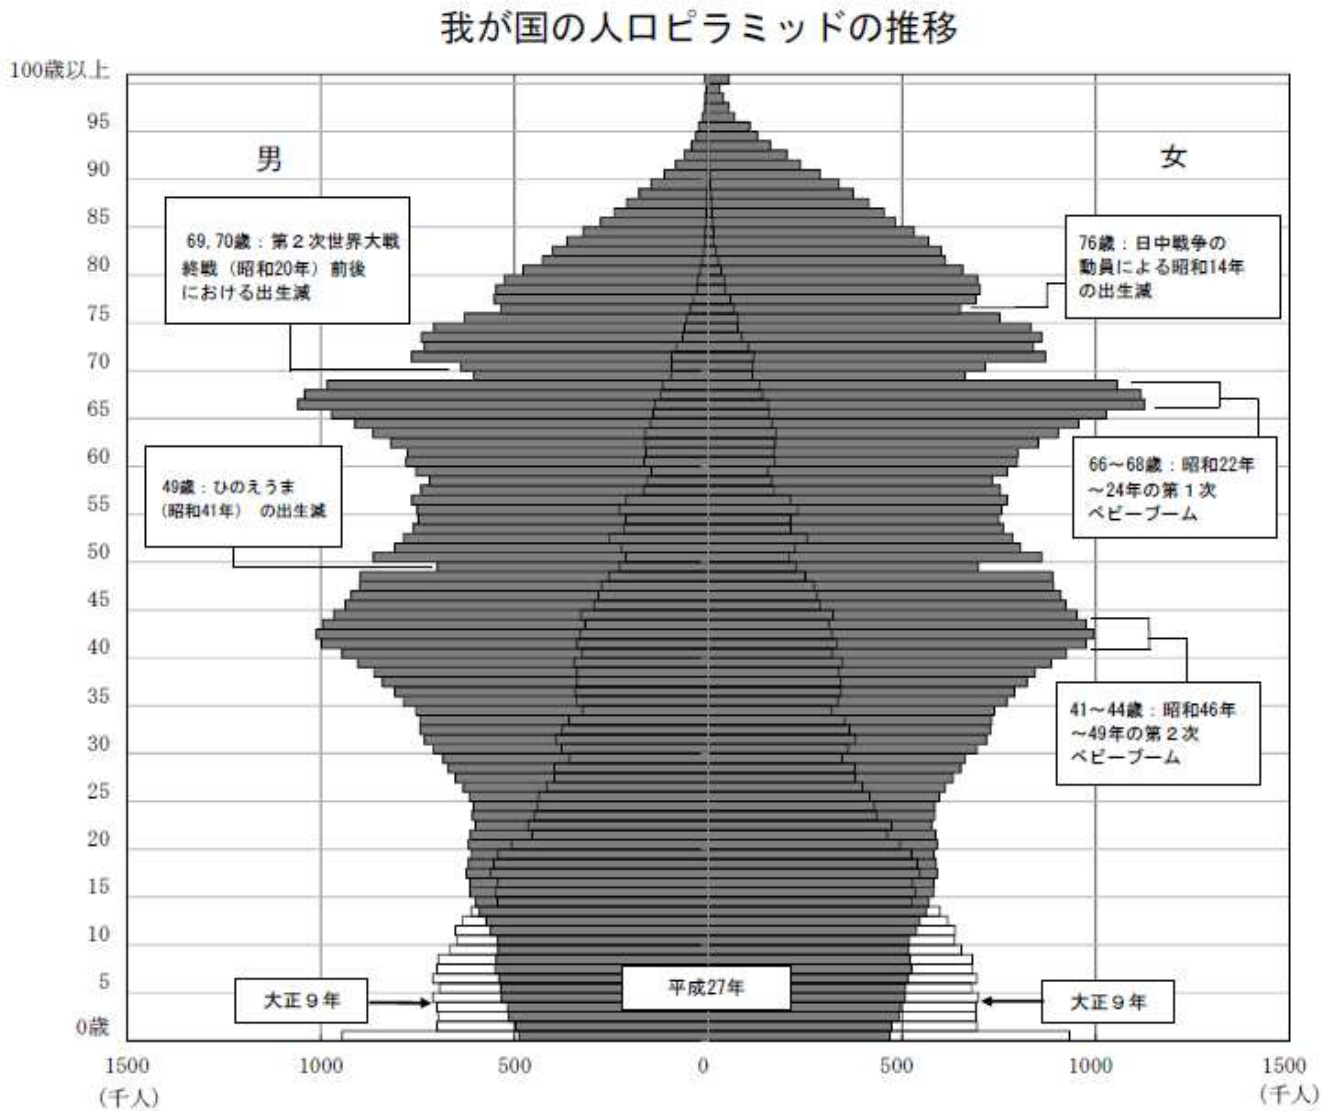 我が国の人口ピラミッドの推移
100歳以上
95
90
85
80
75
70
65
60
55
50
45
40
35
30
25
20
15
10
5
0歳
男
女
69,70歳：第２次世界大戦
終戦（昭和20年）前後
における出生減
76歳：日中戦争の
動員による昭和14年
の出生減
49歳：ひのえうま
(昭和41年)　の出生減
66～68歳：昭和22年
～24年の第１次
ベビーブーム
41～44歳：昭和46年
～49年の第２次
ベビーブーム
大正９年
平成27年
大正９年
1500
1000
500
0
500
1000
1500
(千人)
(千人)